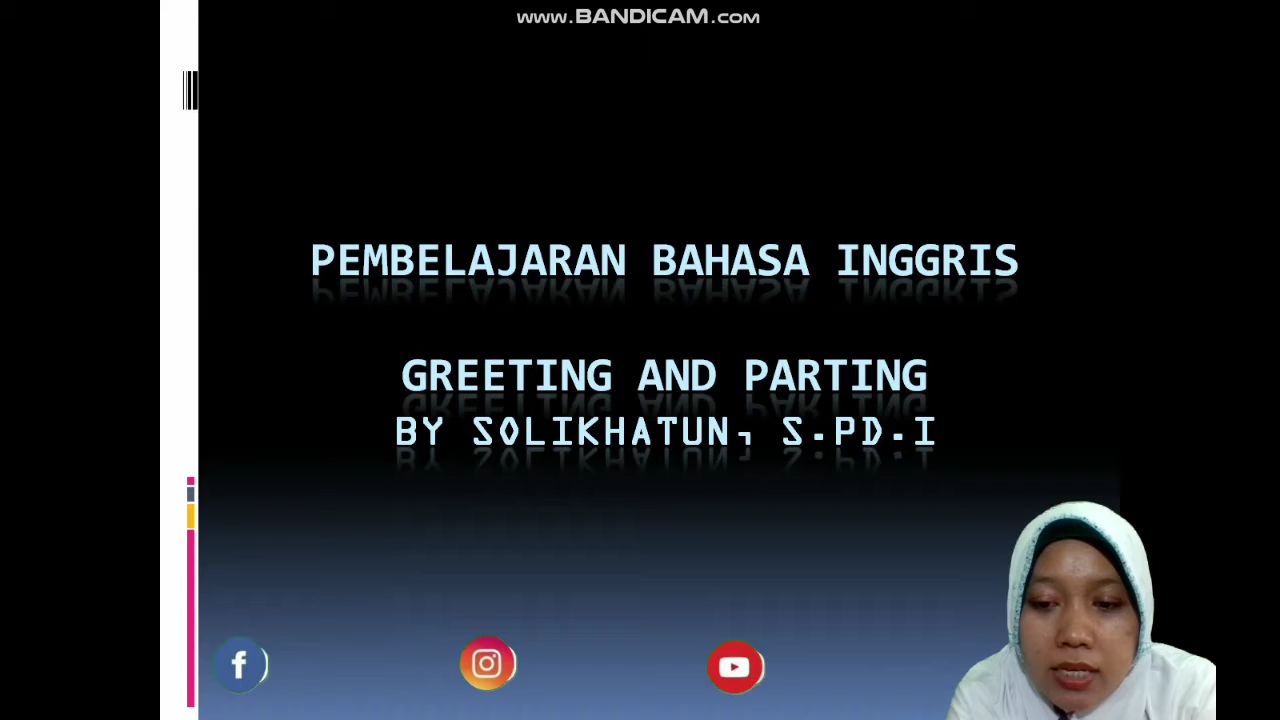 www.BANDICAM.com
PEMBELAJARAN BAHASA INGGRIS
GREETING AND PARTING
BY SOLIKHATUN, S.PD.I